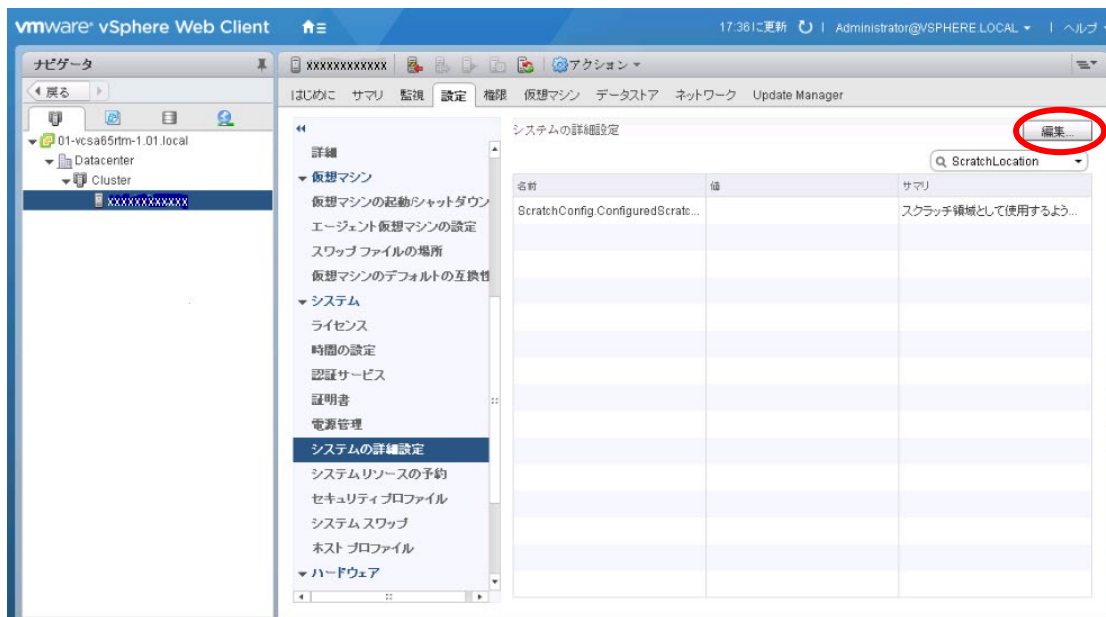 vmware® vSphere Web Client
17:36に更新 | Administrator@VSPHERE.LOCAL | ヘルプ
ナビゲータ
戻る
01-vcsa65rtm-1.01.local
Datacenter
Cluster
xxxxxxxxxxxx
xxxxxxxxxxxx | アクション
はじめに サマリ 監視 設定 権限 仮想マシン データストア ネットワーク Update Manager
詳細
仮想マシン
仮想マシンの起動/シャットダウン
エージェント仮想マシンの設定
スワップ ファイルの場所
仮想マシンのデフォルトの互換性
システム
ライセンス
時間の設定
認証サービス
証明書
電源管理
システムの詳細設定
システム リソースの予約
セキュリティ プロファイル
システム スワップ
ホスト プロファイル
ハードウェア
システムの詳細設定
編集...
ScratchLocation
名前 値 サマリ
ScratchConfig.ConfiguredScratc... スクラッチ領域として使用するよう...